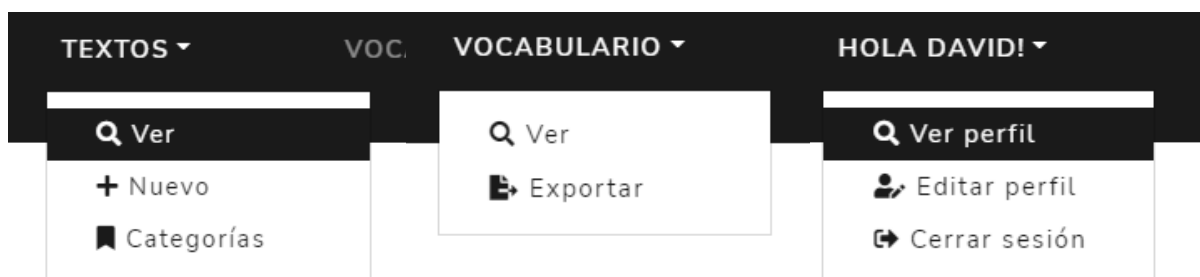 TEXTOS
Ver
Nuevo
Categorías
VOC
VOCABULARIO
Ver
Exportar
HOLA DAVID!
Ver perfil
Editar perfil
Cerrar sesión